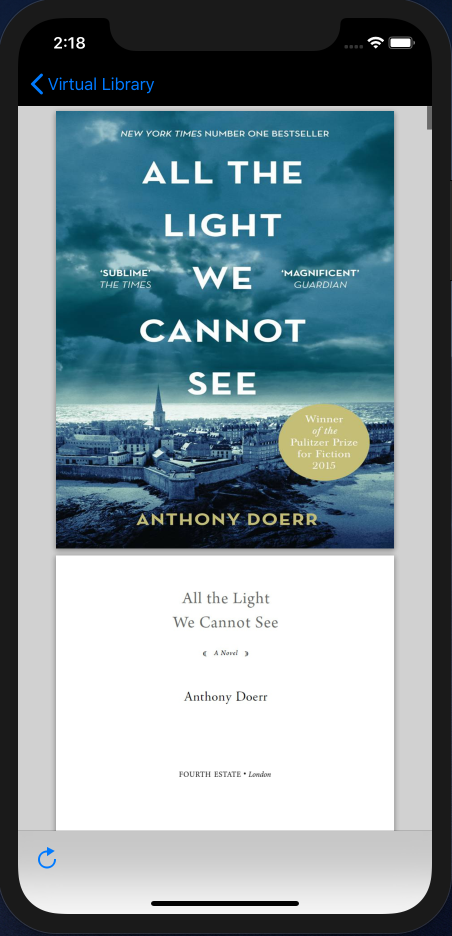 2:18
Virtual Library
NEW YORK TIMES NUMBER ONE BESTSELLER
ALL THE
LIGHT
WE
'SUBLIME'
THE TIMES
'MAGNIFICENT'
GUARDIAN
CANNOT
SEE
Winner
of the
Pulitzer Prize
for Fiction
2015
ANTHONY DOERR
All the Light
We Cannot See
A Novel
Anthony Doerr
FOURTH ESTATE • London